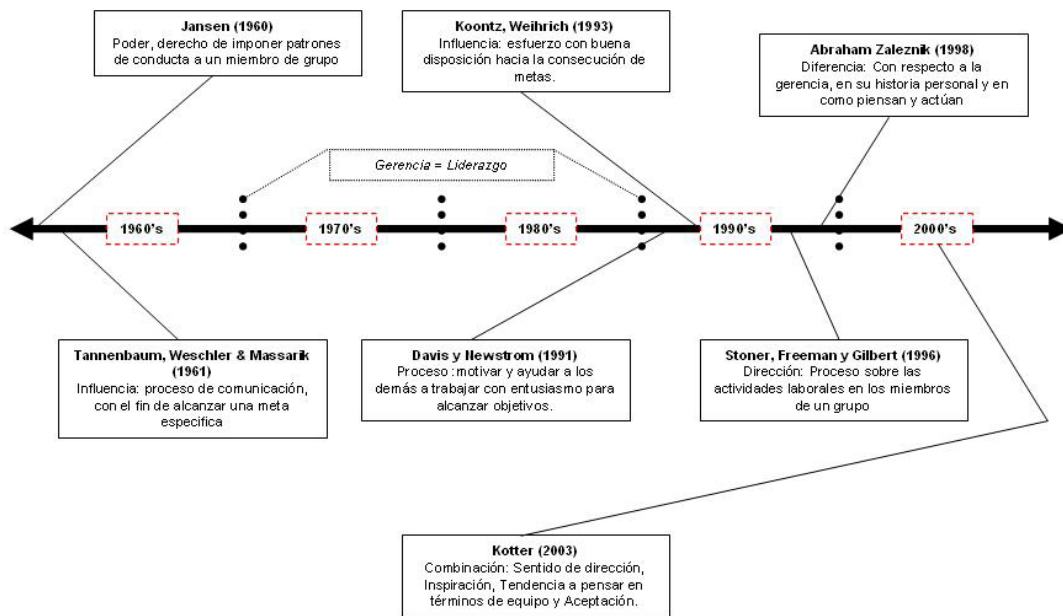 Jansen (1960)
Poder, derecho de imponer patrones
de conducta a un miembro de grupo
Koontz, Weihrich (1993)
Influencia: esfuerzo con buena
disposición hacia la consecución de
metas.
Abraham Zaleznik (1998)
Diferencia: Con respecto a la
gerencia, en su historia personal y en
como piensan y actúan
Gerencia = Liderazgo
1960's
1970's
1980's
1990's
2000's
Tannenbaum, Weschler & Massarik
(1961)
Influencia: proceso de comunicación,
con el fin de alcanzar una meta
especifica
Davis y Newstrom (1991)
Proceso :motivar y ayudar a los
demás a trabajar con entusiasmo para
alcanzar objetivos.
Stoner, Freeman y Gilbert (1996)
Dirección: Proceso sobre las
actividades laborales en los miembros
de un grupo
Kotter (2003)
Combinación: Sentido de dirección,
Inspiración, Tendencia a pensar en
términos de equipo y Aceptación.